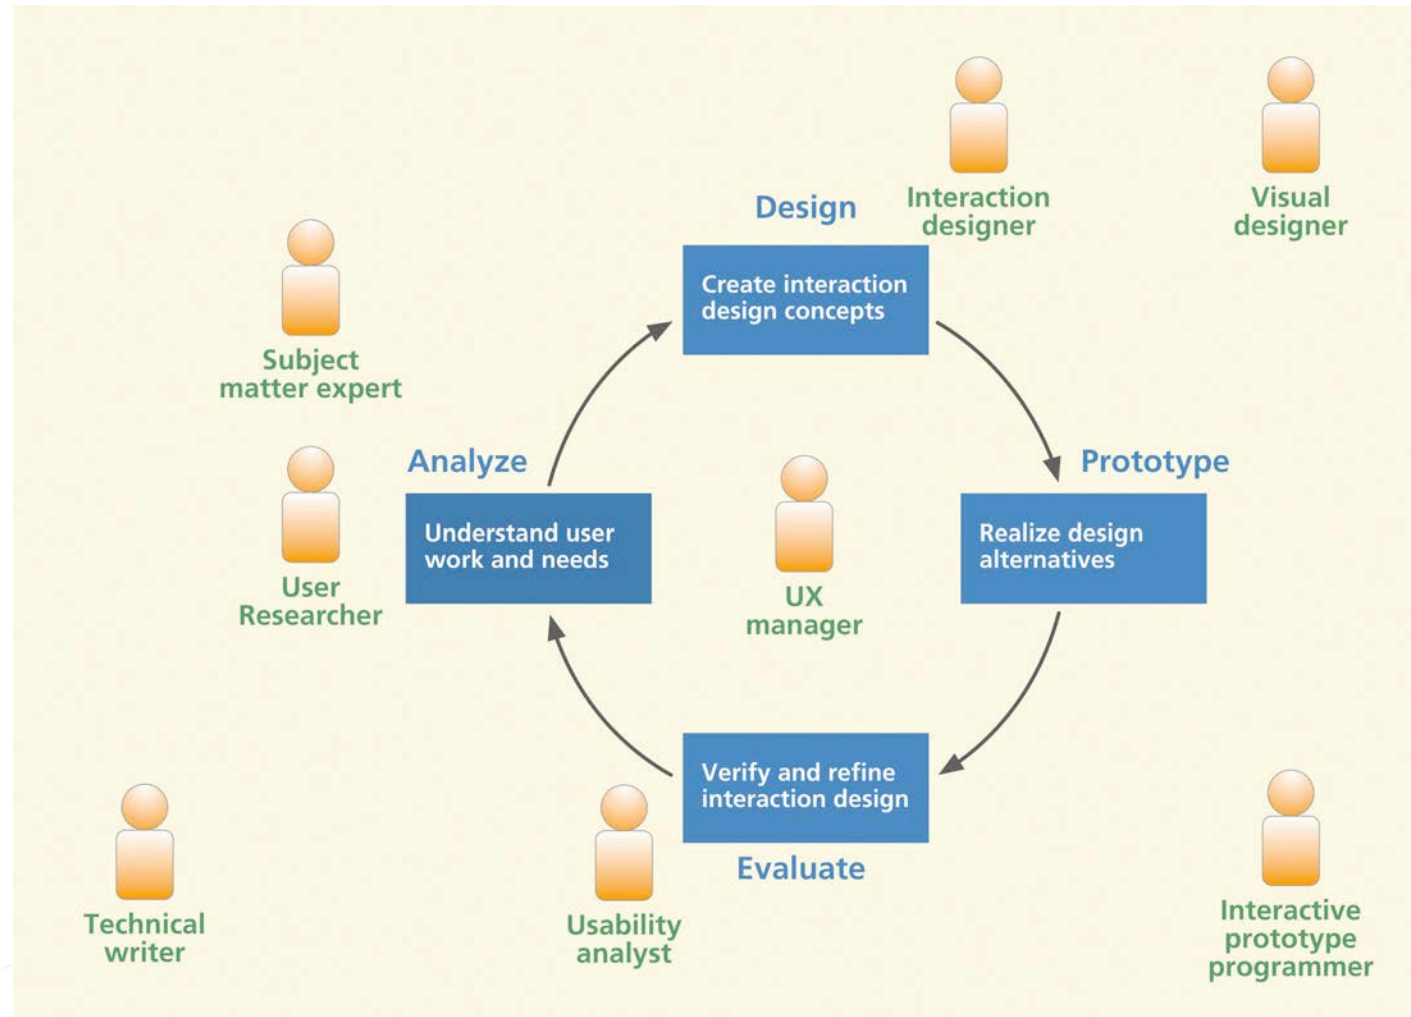 Design
Interaction
designer
Visual
designer
Create interaction
design concepts
Subject
matter expert
Analyze
Prototype
Understand user
work and needs
Realize design
alternatives
User
Researcher
UX
manager
Verify and refine
interaction design
Evaluate
Technical
writer
Usability
analyst
Interactive
prototype
programmer